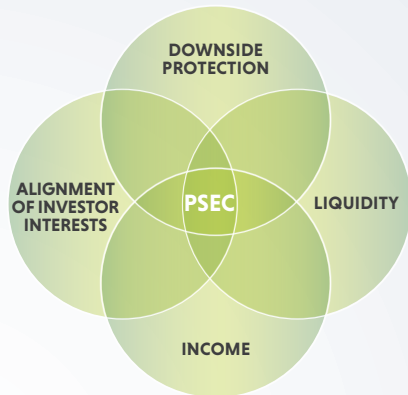 DOWNSIDE
PROTECTION
ALIGNMENT
OF INVESTOR
INTERESTS
PSEC
LIQUIDITY
INCOME